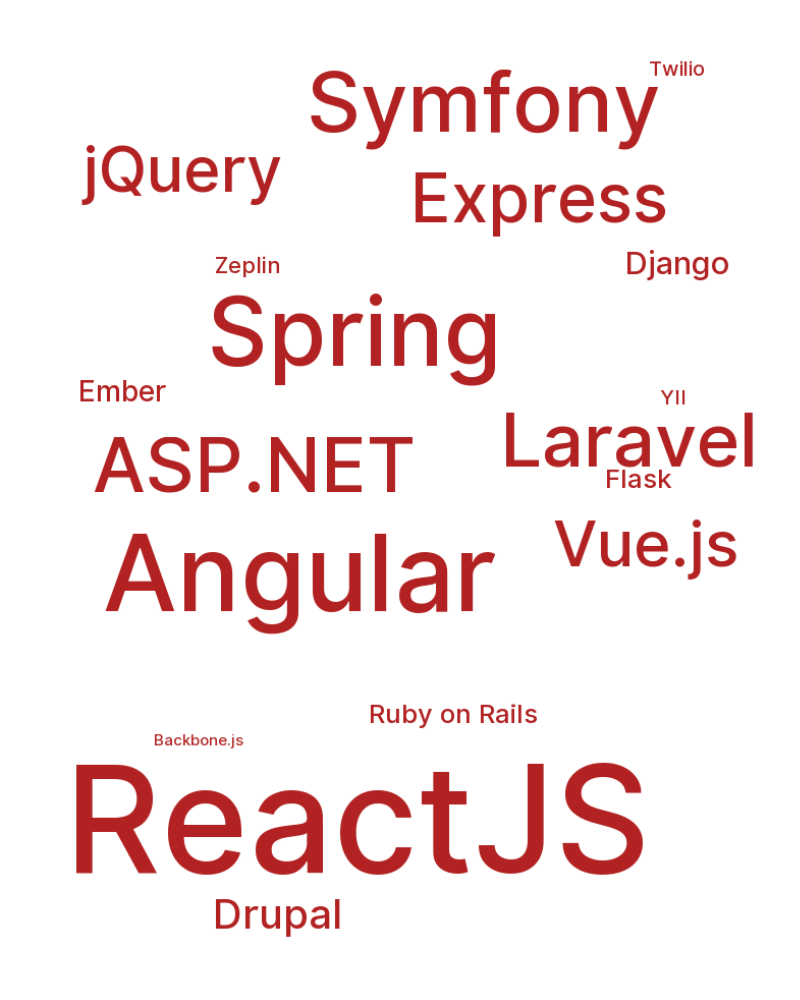 Twilio
Symfony
jQuery
Express
Zeplin
Django
Spring
Ember
YII
Laravel
ASP.NET
Flask
Vue.js
Angular
Ruby on Rails
Backbone.js
ReactJS
Drupal